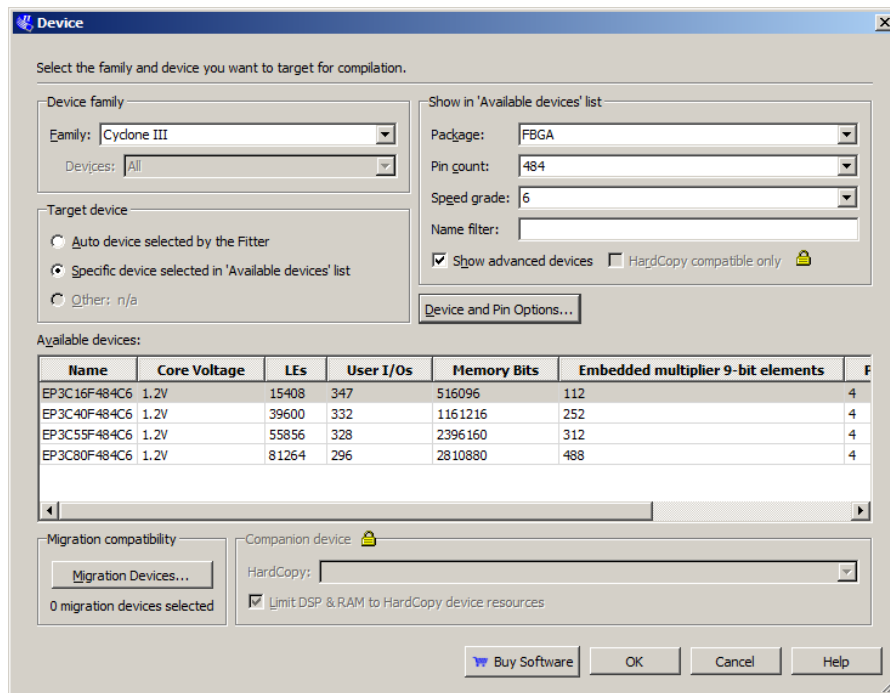 Device
Select the family and device you want to target for compilation.
Device family
Family: Cyclone III
Devices: All
Show in 'Available devices' list
Package: FBGA
Pin count: 484
Speed grade: 6
Name filter:
Show advanced devices HardCopy compatible only
Target device
Auto device selected by the Fitter
Specific device selected in 'Available devices' list
Other: n/a
Device and Pin Options...
Available devices:
Name Core Voltage LEs User I/Os Memory Bits Embedded multiplier 9-bit elements
EP3C16F484C6 1.2V 15408 347 516096 112 4
EP3C40F484C6 1.2V 39600 332 1161216 252 4
EP3C55F484C6 1.2V 55856 328 2396160 312 4
EP3C80F484C6 1.2V 81264 296 2810880 488 4
Migration compatibility
Migration Devices...
0 migration devices selected
Companion device
HardCopy:
Limit DSP & RAM to HardCopy device resources
Buy Software OK Cancel Help